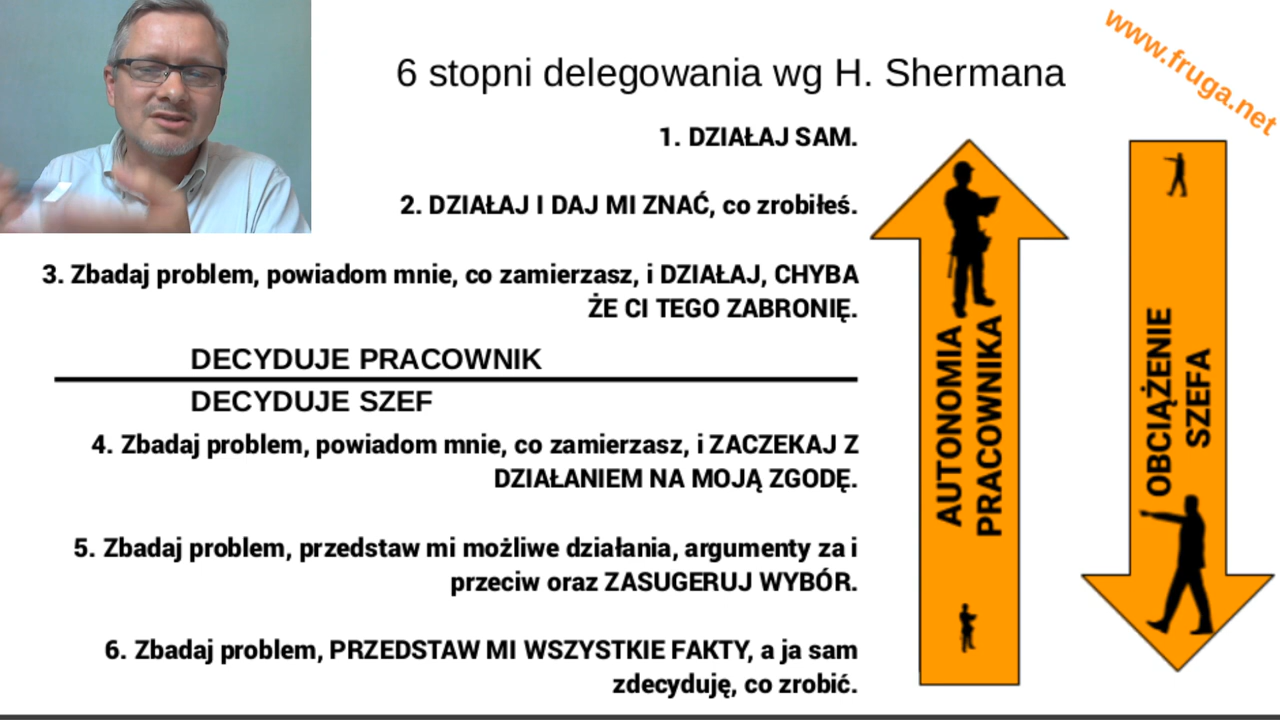 6 stopni delegowania wg H. Shermana
www.fruga.net
1. DZIAŁAJ SAM.
2. DZIAŁAJ I DAJ MI ZNAĆ, co zrobiłeś.
3. Zbadaj problem, powiadom mnie, co zamierzasz, i DZIAŁAJ, CHYBA
ŻE CI TEGO ZABRONIĘ.
DECYDUJE PRACOWNIK
DECYDUJE SZEF
4. Zbadaj problem, powiadom mnie, co zamierzasz, i ZACZEKAJ Z
DZIAŁANIEM NA MOJĄ ZGODĘ.
5. Zbadaj problem, przedstaw mi możliwe działania, argumenty za i
przeciw oraz ZASUGERUJ WYBÓR.
6. Zbadaj problem, PRZEDSTAW MI WSZYSTKIE FAKTY, a ja sam
zdecyduję, co zrobić.
AUTONOMIA
PRACOWNIKA
OBCIĄŻENIE
SZEFA